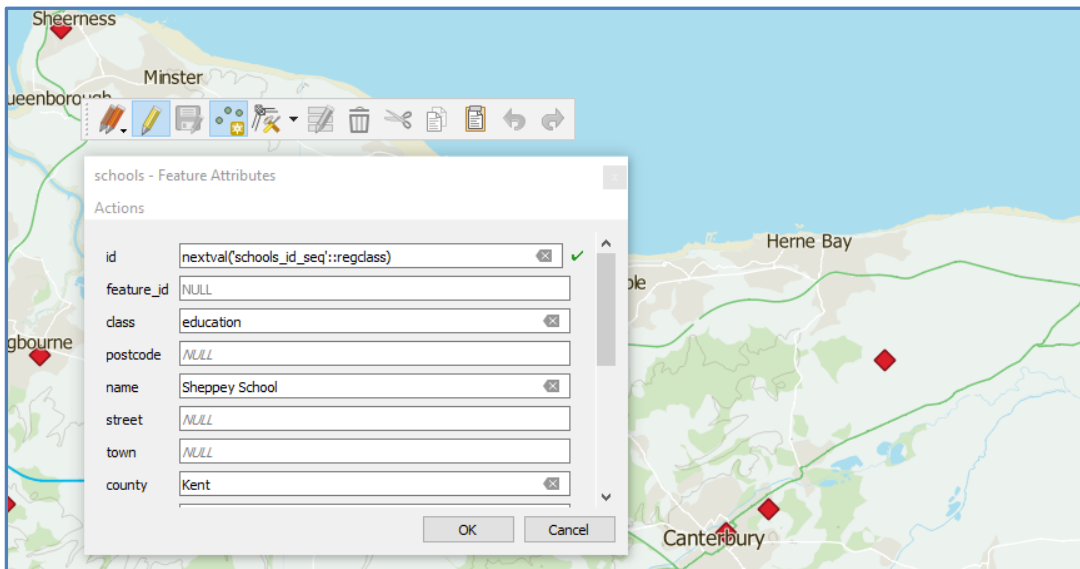 Sheerness
Minster
ueenborough
schools - Feature Attributes
Actions
id nextval('schools_id_seq'::regclass)
feature_id NULL
class education
postcode NULL
name Sheppey School
street NULL
town NULL
county Kent
OK Cancel
Herne Bay
ble
gbourne
Canterbury